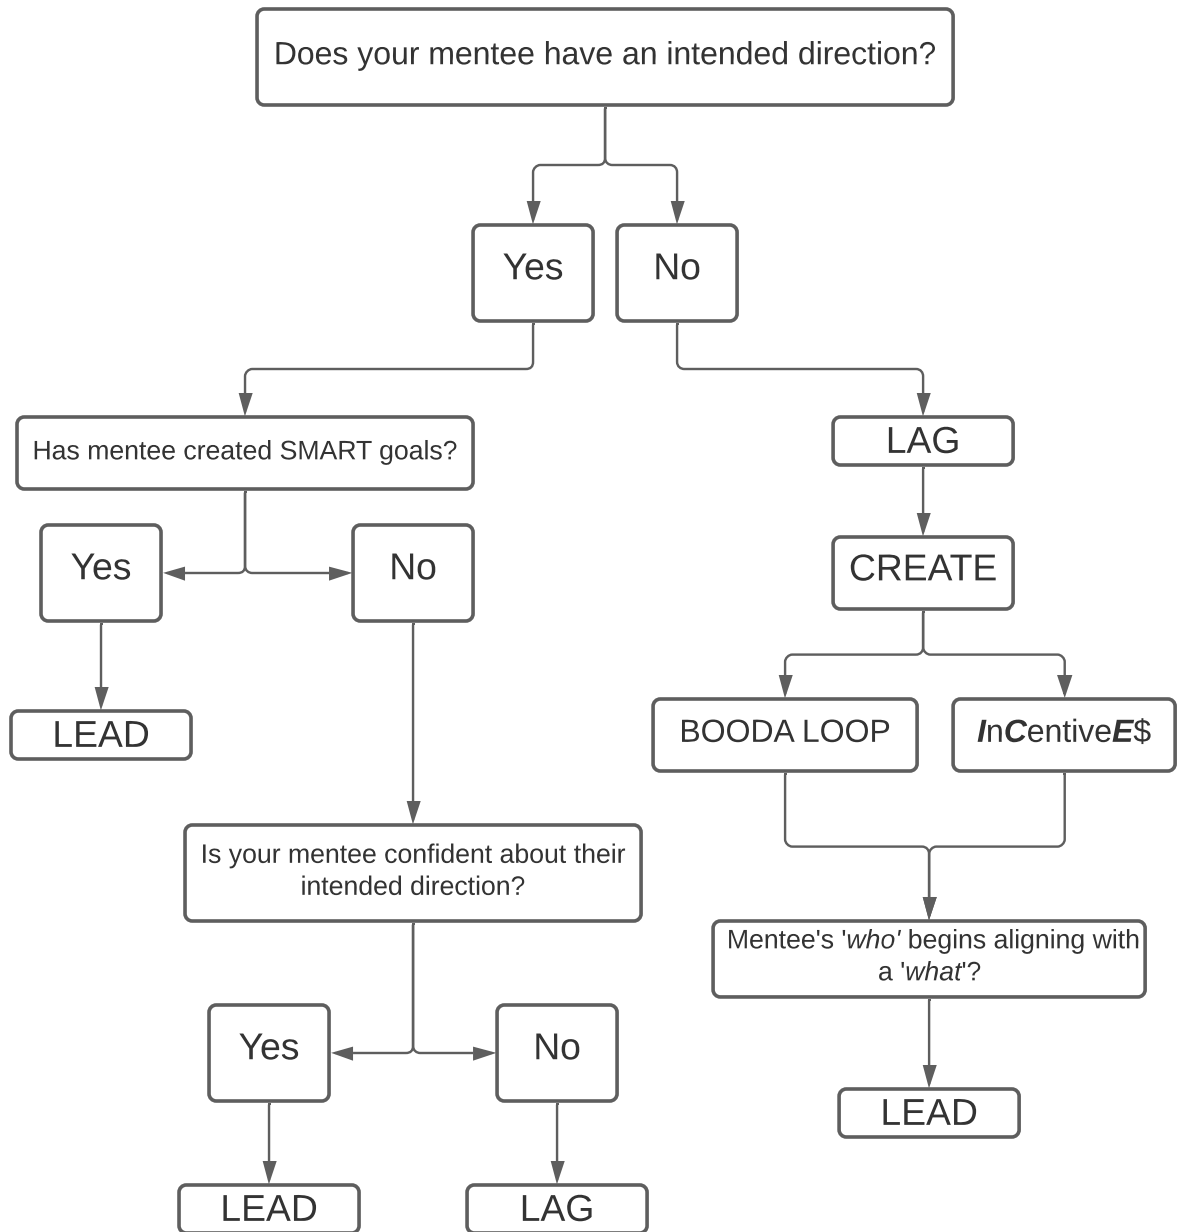 Does your mentee have an intended direction?
Yes
No
Has mentee created SMART goals?
LAG
Yes
No
CREATE
LEAD
BOODA LOOP
InCentiveE$
Is your mentee confident about their
intended direction?
Mentee's 'who' begins aligning with
a 'what'?
Yes
No
LEAD
LEAD
LAG